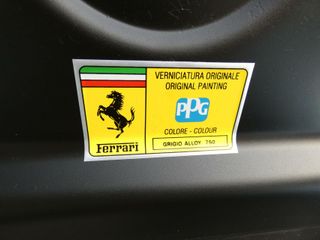 VERNICIATURA ORIGINALE
ORIGINAL PAINTING
PPG
COLORE - COLOUR
GRIGIO ALLOY 750
Ferrari